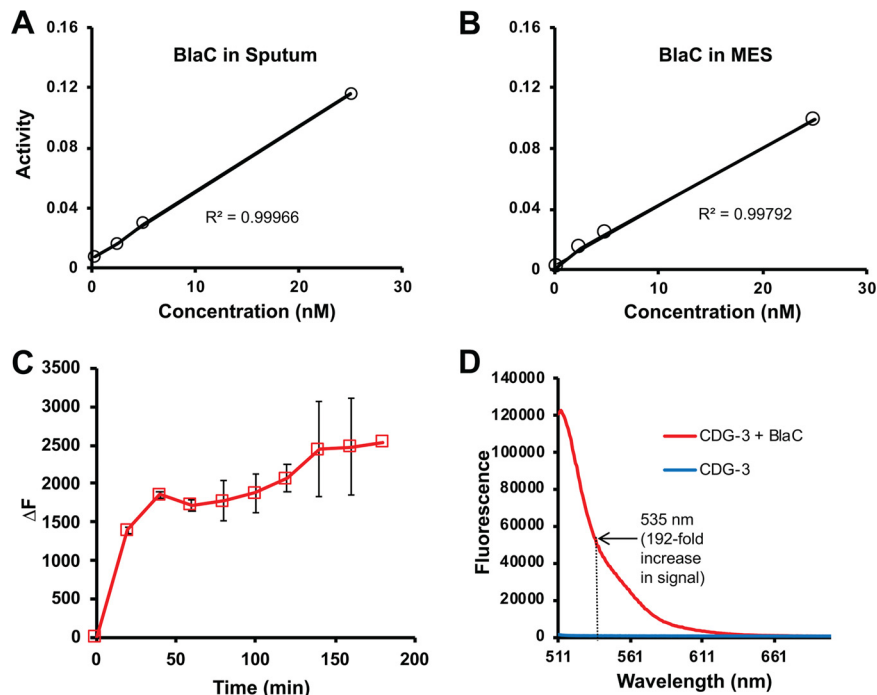 A
BlaC in Sputum
0.16
0.12
0.08
0.04
0
Activity
R² = 0.99966
0 10 20 30
Concentration (nM)
B
BlaC in MES
0.16
0.12
0.08
0.04
0.00
R² = 0.99792
0 10 20 30
Concentration (nM)
C
3500
3000
2500
2000
1500
1000
500
0
ΔF
0 50 100 150 200
Time (min)
D
140000
120000
100000
80000
60000
40000
20000
0
Fluorescence
CDG-3 + BlaC
CDG-3
535 nm
(192-fold
increase
in signal)
511 561 611 661
Wavelength (nm)